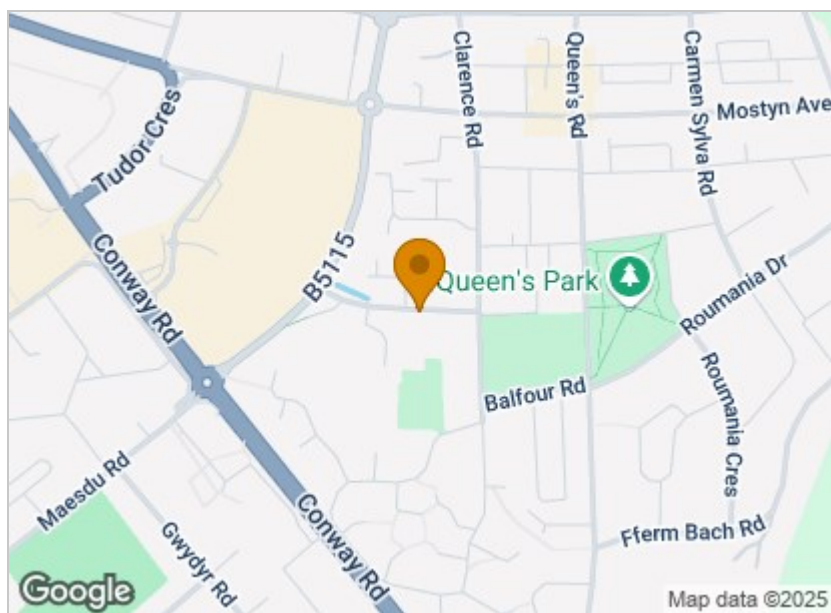 Clarence Rd
Queen's Rd
Carmen Sylva Rd
Mostyn Ave
Tudor Cres
Conway Rd
B5115
Queen's Park
Roumania Dr
Balfour Rd
Roumania Cres
Maesdu Rd
Gwydyr Rd
Conway Rd
Fferm Bach Rd
Google
Map data ©2025